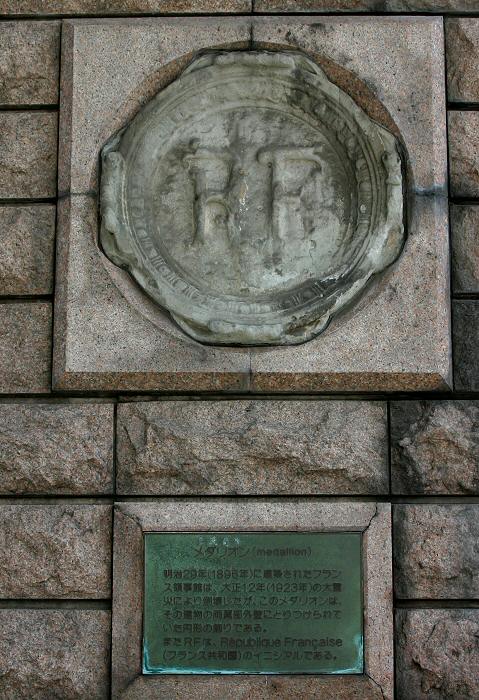 RF
メダリオン(medallion)
明治29年(1896年)に建築されたフラン
ス領事館は、大正12年(1923年)の大震
火により倒壊したが、このメダリオンは、
その建物の両翼部外壁にとりつけられて
いた円形の飾りである。
またRFは、République Française
(フランス共和国)のイニシアルである。